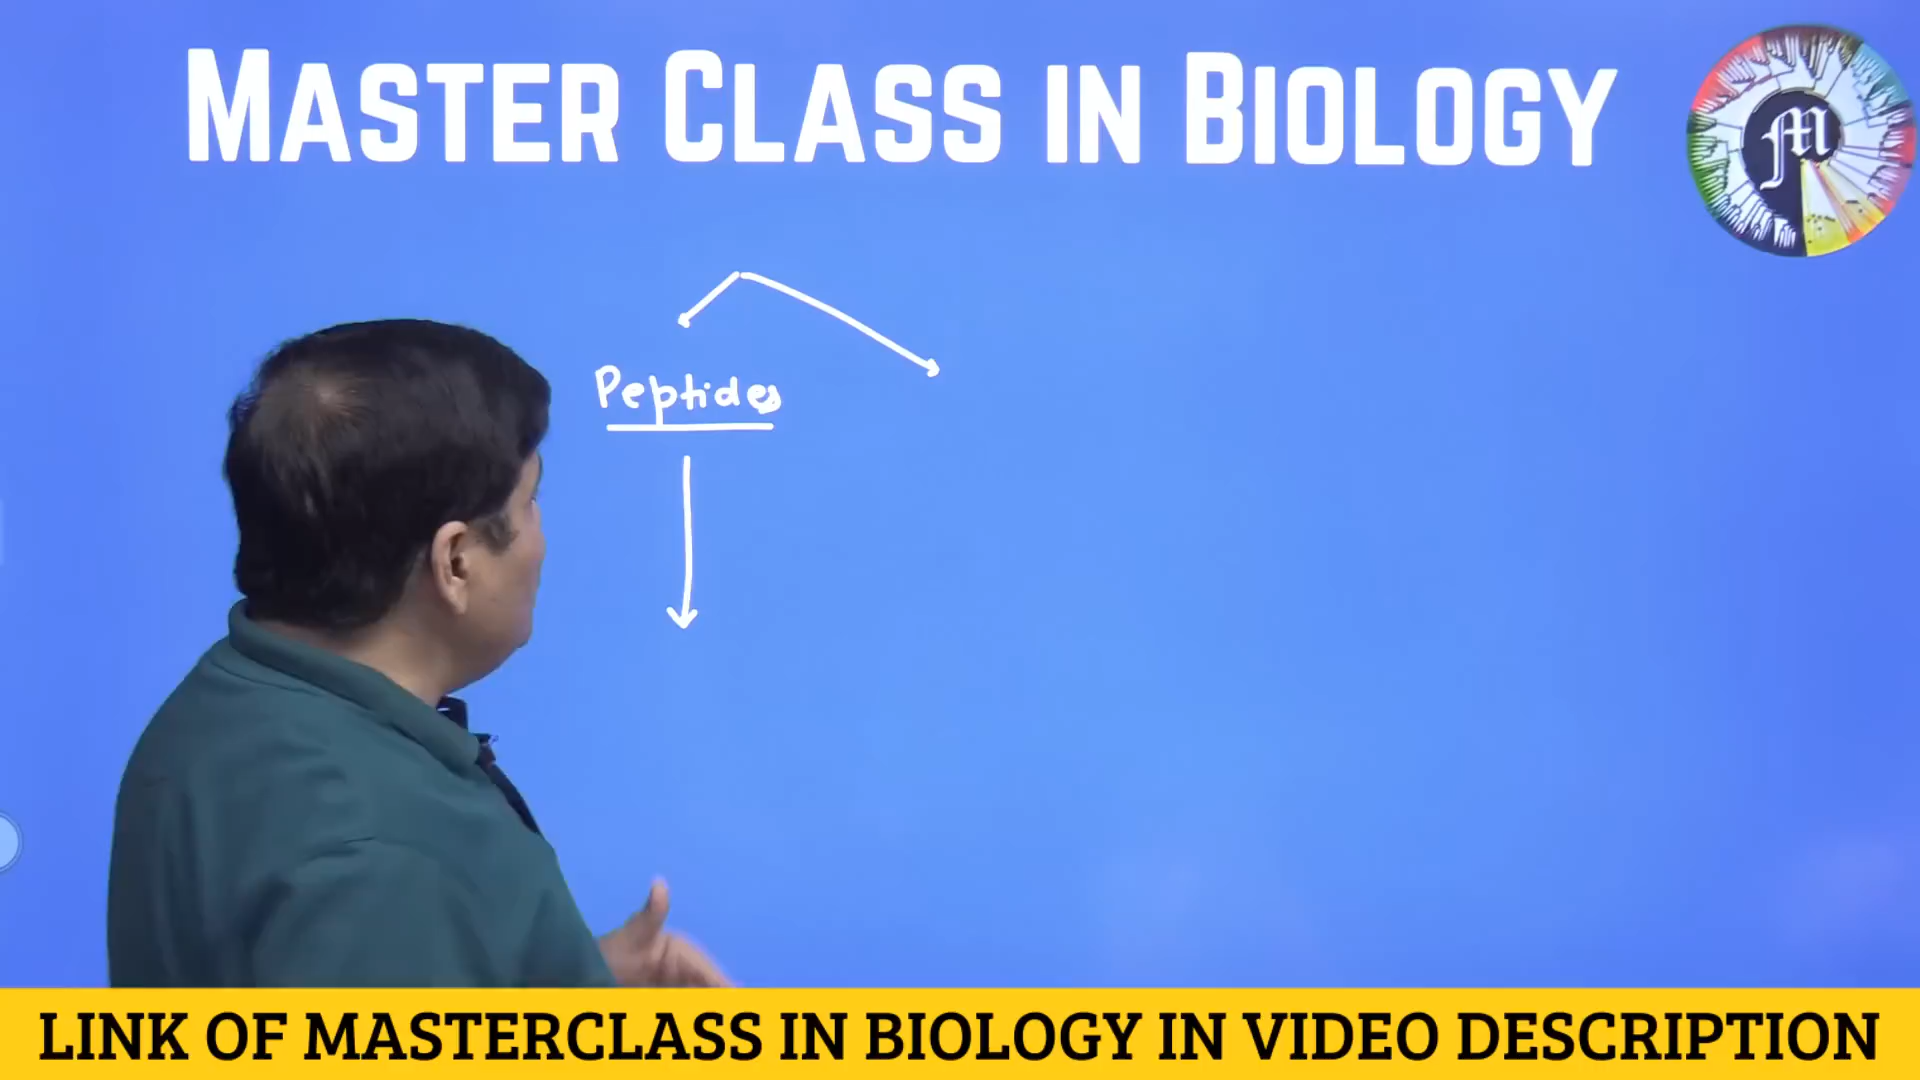 MASTER CLASS IN BIOLOGY
M
Peptides
LINK OF MASTERCLASS IN BIOLOGY IN VIDEO DESCRIPTION